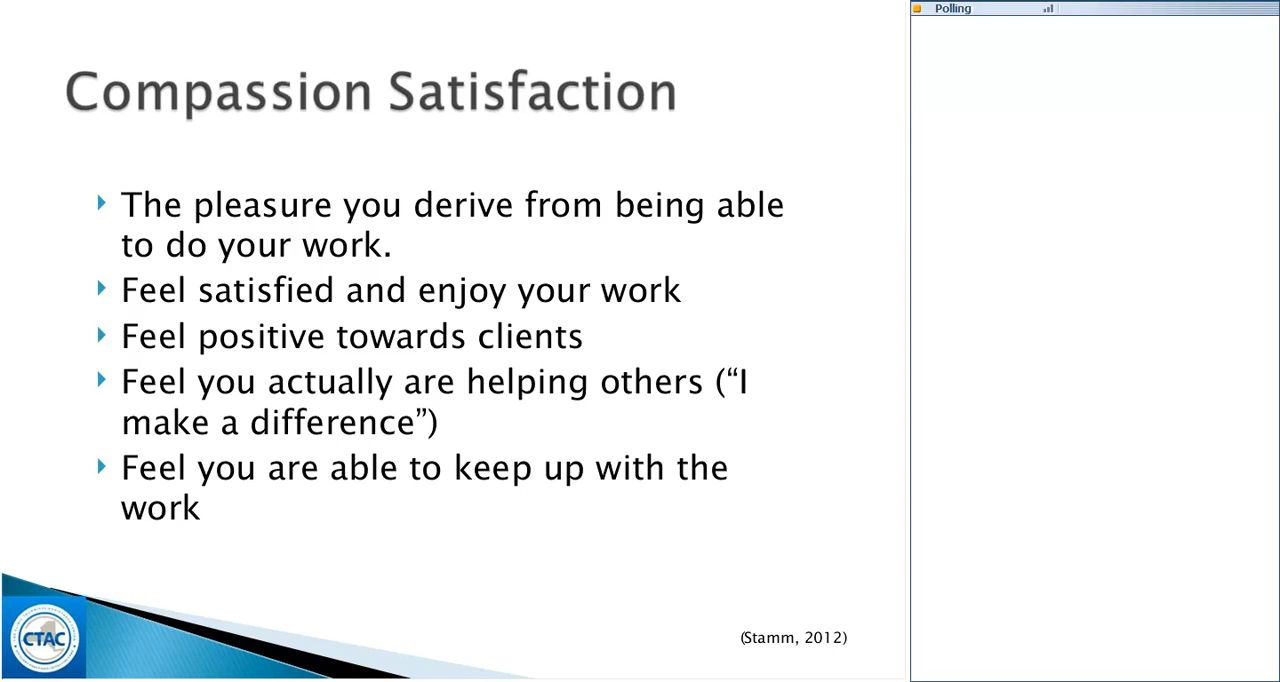 Polling
Compassion Satisfaction
The pleasure you derive from being able
to do your work.
Feel satisfied and enjoy your work
Feel positive towards clients
Feel you actually are helping others (“I
make a difference”)
Feel you are able to keep up with the
work
(Stamm, 2012)
CTAC